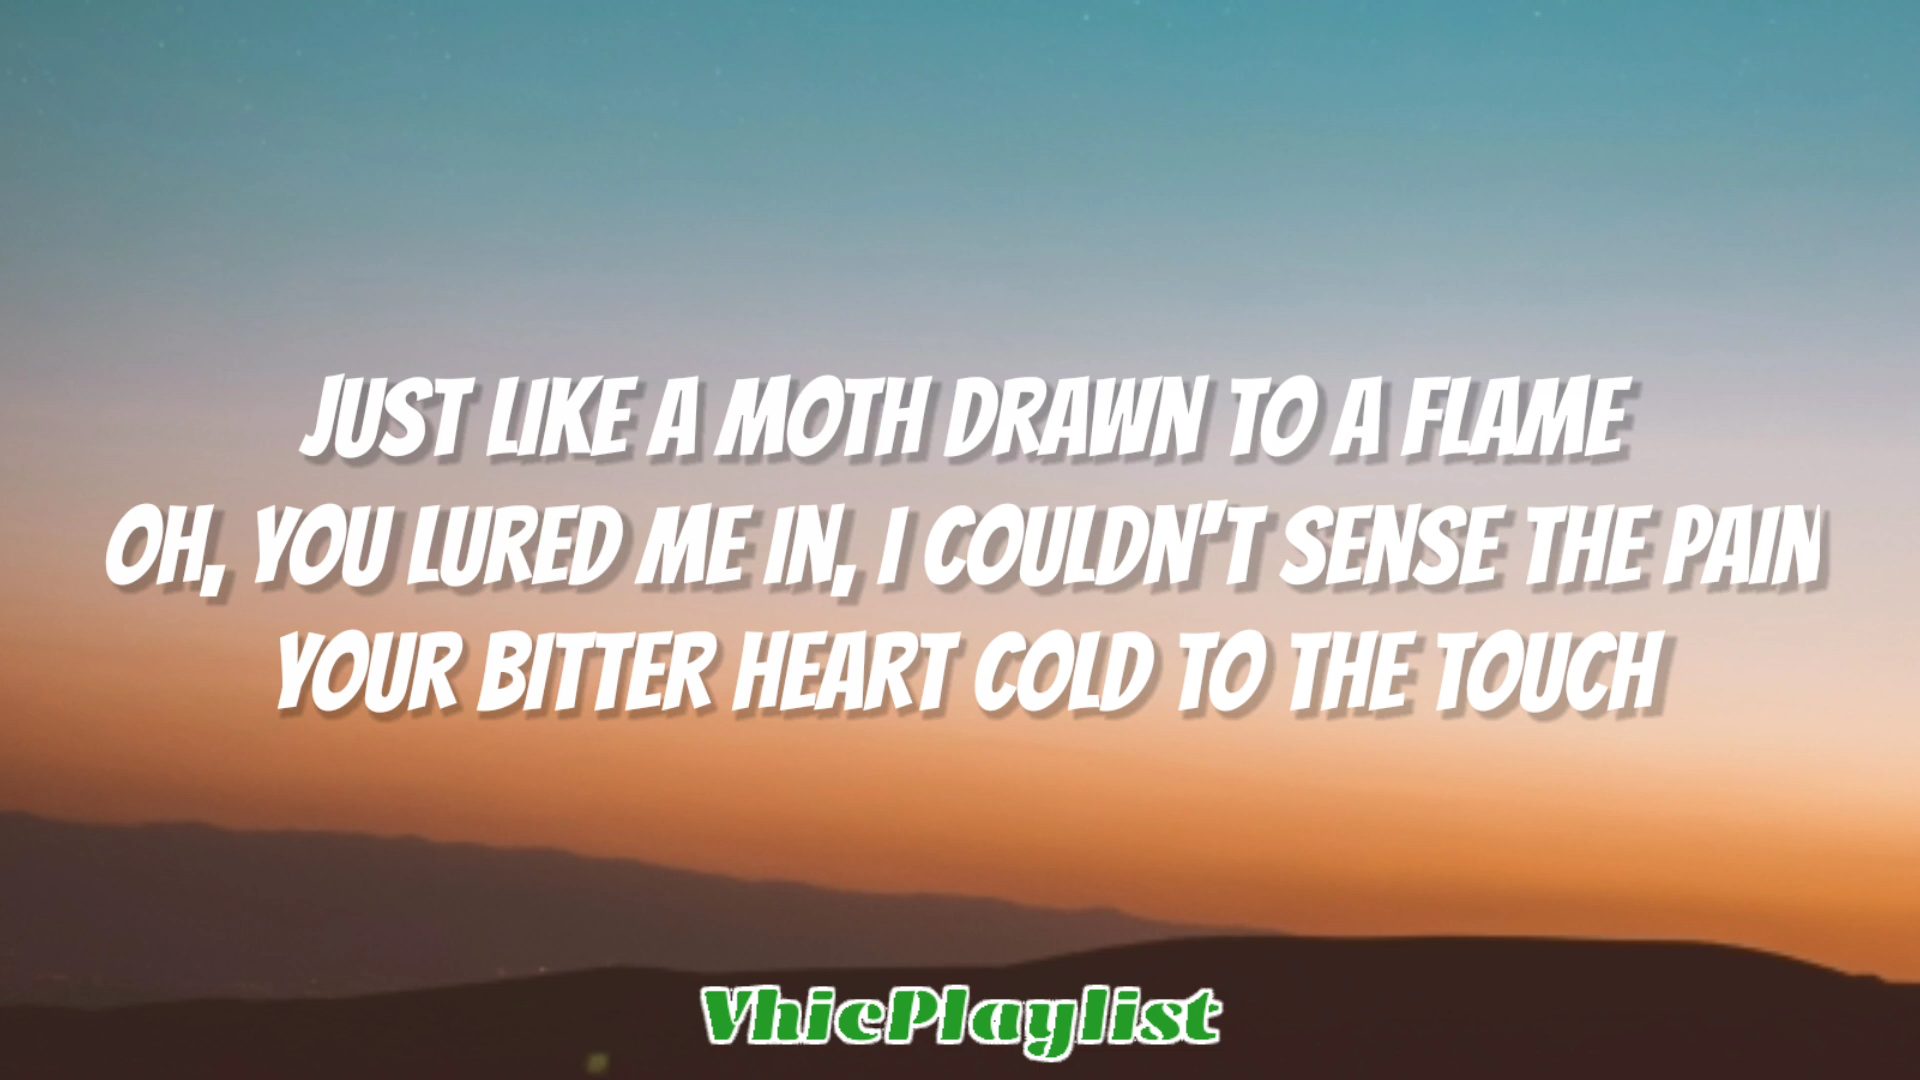 JUST LIKE A MOTH DRAWN TO A FLAME
OH, YOU LURED ME IN, I COULDN'T SENSE THE PAIN
YOUR BITTER HEART COLD TO THE TOUCH
VhicPlaylist